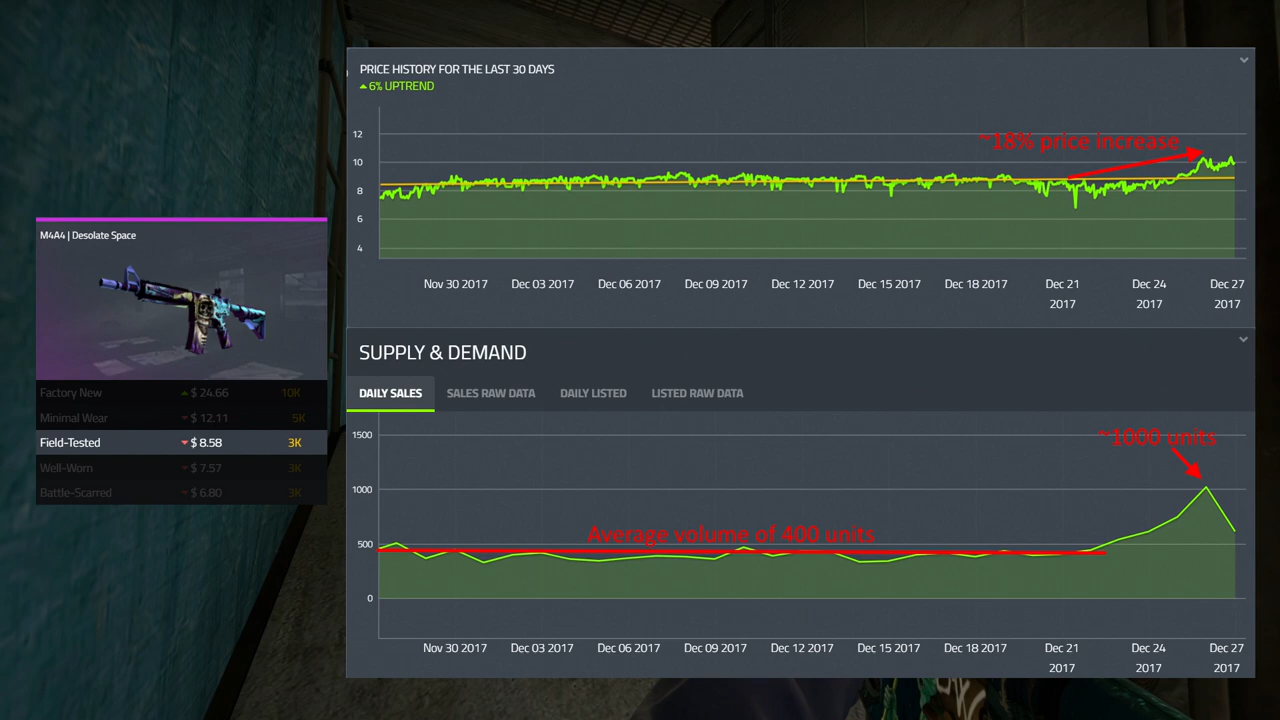 M4A4 | Desolate Space
Factory New $ 24.66 10K
Minimal Wear $ 12.11 5K
Field-Tested $ 8.58 3K
Well-Worn $ 7.57 3K
Battle-Scarred $ 6.80 3K
PRICE HISTORY FOR THE LAST 30 DAYS
6% UPTREND
~18% price increase
12
10
8
6
4
Nov 30 2017 Dec 03 2017 Dec 06 2017 Dec 09 2017 Dec 12 2017 Dec 15 2017 Dec 18 2017 Dec 21 Dec 24 Dec 27
2017 2017 2017
SUPPLY & DEMAND
DAILY SALES SALES RAW DATA DAILY LISTED LISTED RAW DATA
~1000 units
1500
1000
Average volume of 400 units
500
0
Nov 30 2017 Dec 03 2017 Dec 06 2017 Dec 09 2017 Dec 12 2017 Dec 15 2017 Dec 18 2017 Dec 21 Dec 24 Dec 27
2017 2017 2017